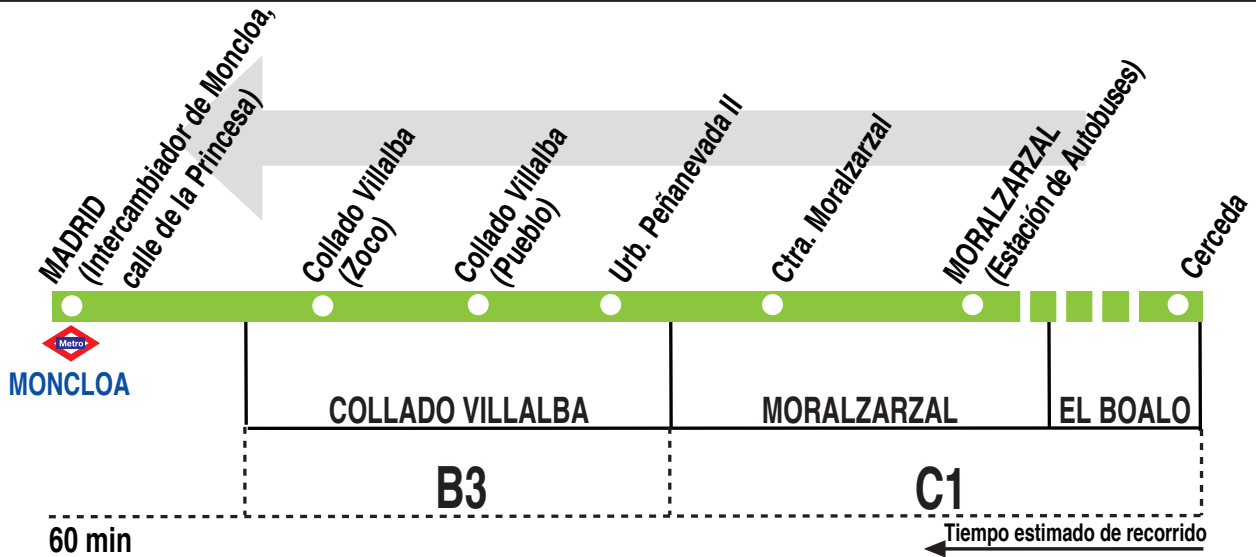 MADRID
(Intercambiador de Moncloa,
calle de la Princesa)
Collado Villalba
(Zoco)
Collado Villalba
(Pueblo)
Urb. Peñanevada II
Ctra. Moralzarzal
MORALZARZAL
(Estación de Autobuses)
Cerceda
Metro
MONCLOA
COLLADO VILLALBA
MORALZARZAL
EL BOALO
B3
C1
60 min
Tiempo estimado de recorrido